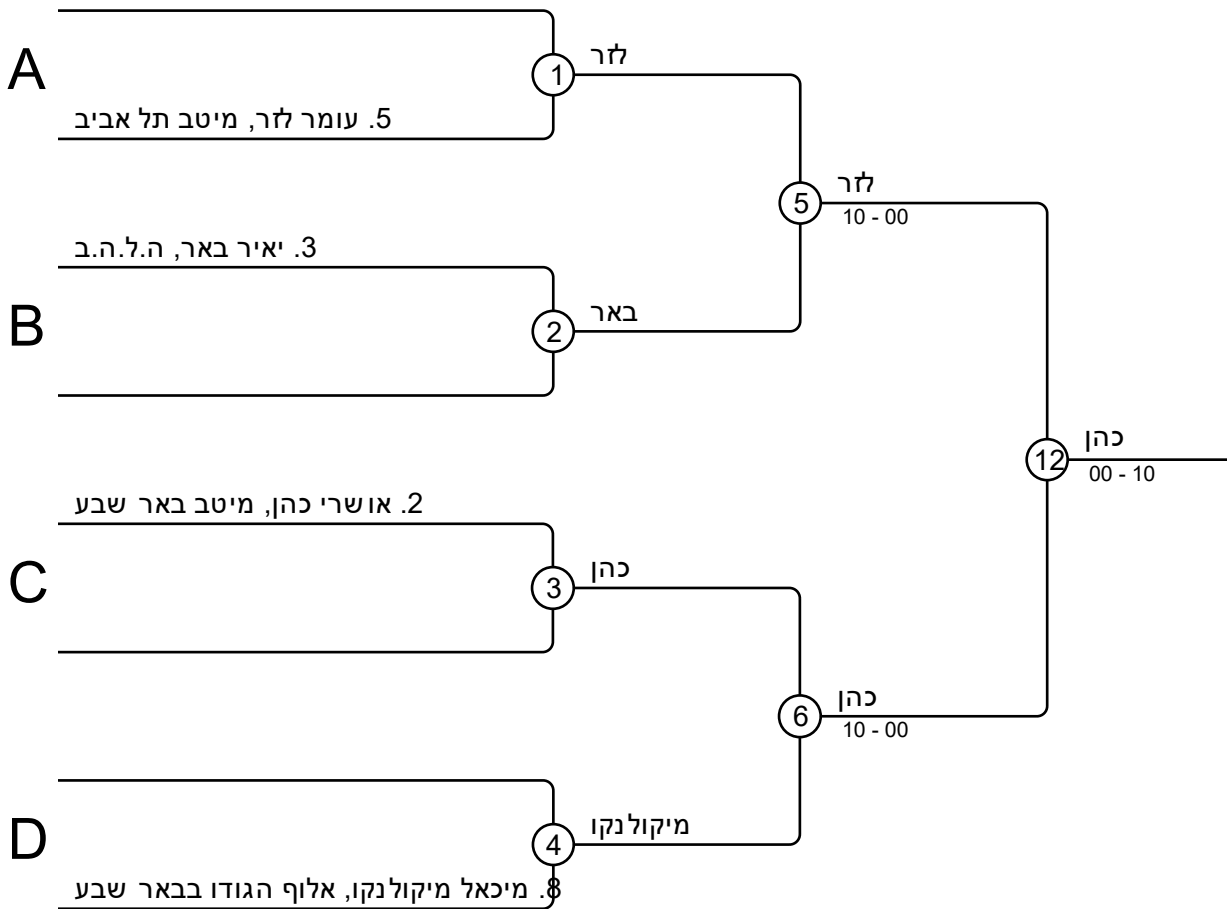 A
1
לזר
5. עומר לזר, מיטב תל אביב
5
לזר
10 - 00
3. יאיר באר, ה.ל.ה.ב
B
2
באר
12
כהן
00 - 10
2. אושרי כהן, מיטב באר שבע
C
3
כהן
6
כהן
10 - 00
D
4
מיקולנקו
8. מיכאל מיקולנקו, אלוף הגודו בבאר שבע